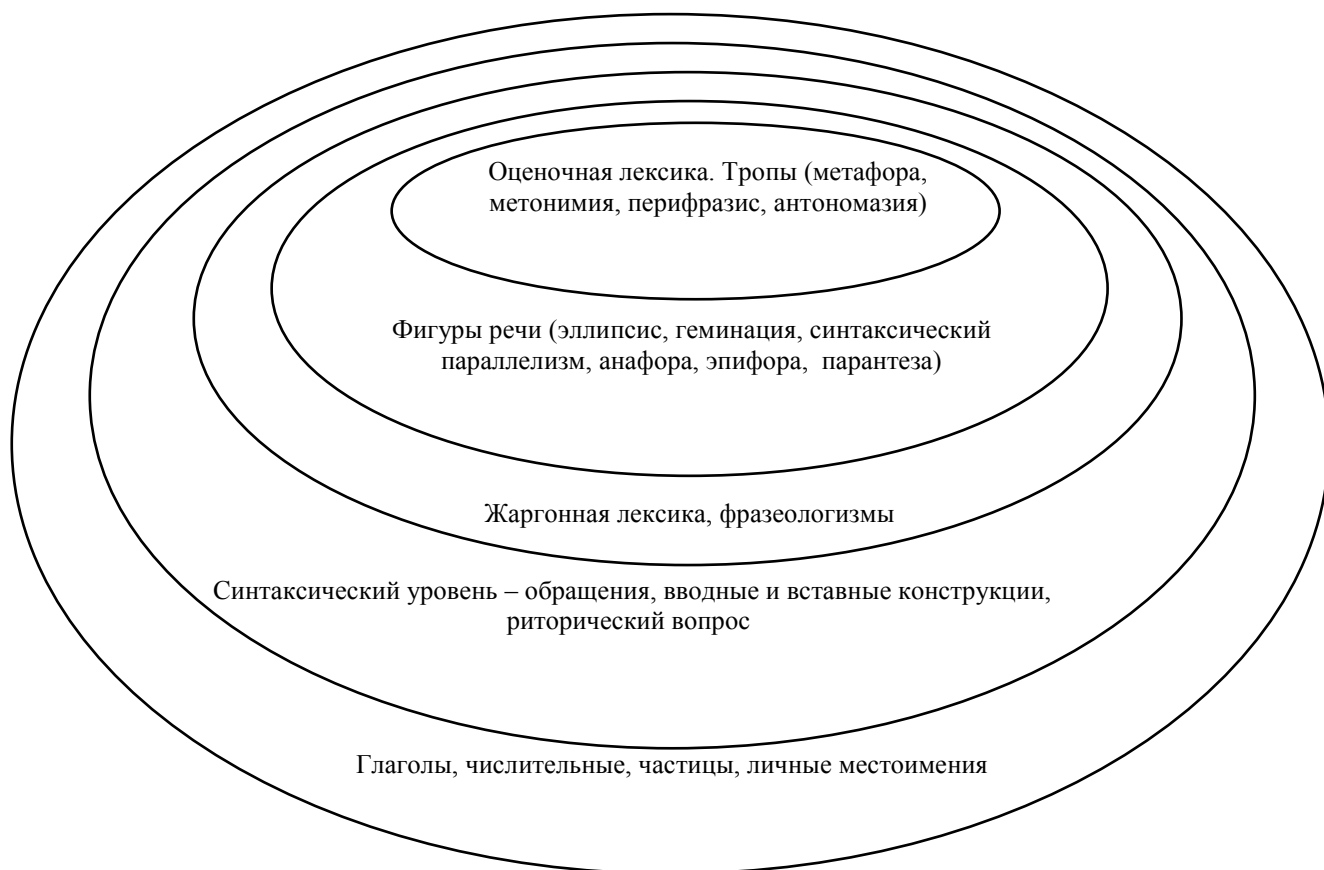 Оценочная лексика. Тропы (метафора,
метонимия, перифразис, антономазия)
Фигуры речи (эллипсис, геминация, синтаксический
параллелизм, анафора, эпифора, парантеза)
Жаргонная лексика, фразеологизмы
Синтаксический уровень – обращения, вводные и вставные конструкции,
риторический вопрос
Глаголы, числительные, частицы, личные местоимения